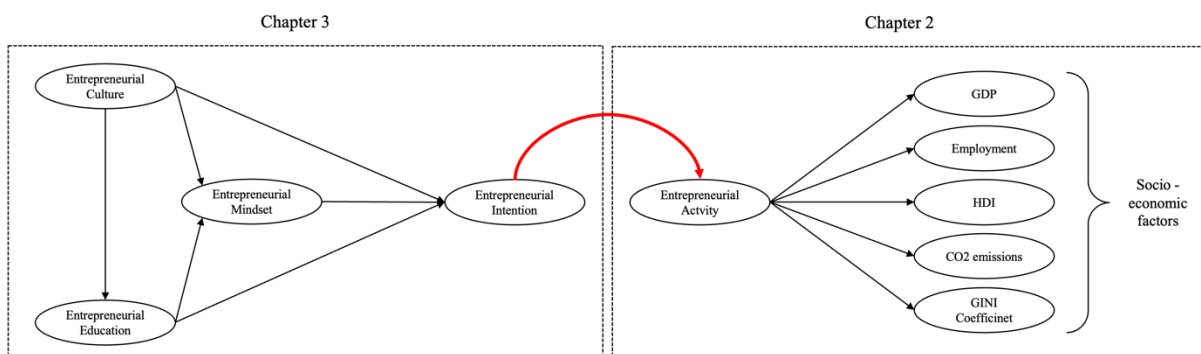 Chapter 3
Chapter 2
Entrepreneurial
Culture
Entrepreneurial
Mindset
Entrepreneurial
Education
Entrepreneurial
Intention
Entrepreneurial
Actvity
GDP
Employment
HDI
CO2 emissions
GINI
Coefficinet
Socio -
economic
factors